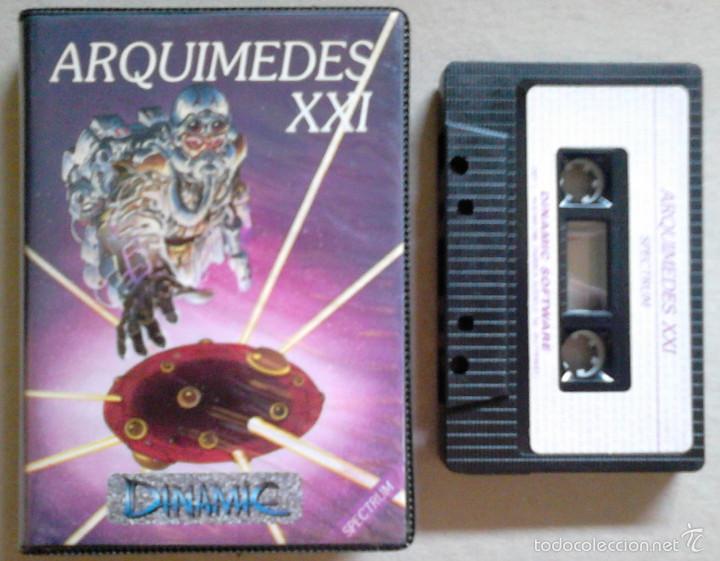 ARQUIMEDES
XXI
DINAMIC
SPECTRUM
ARQUIMEDES XXI
SPECTRUM
DINAMIC SOFTWARE
todocoleccion.net